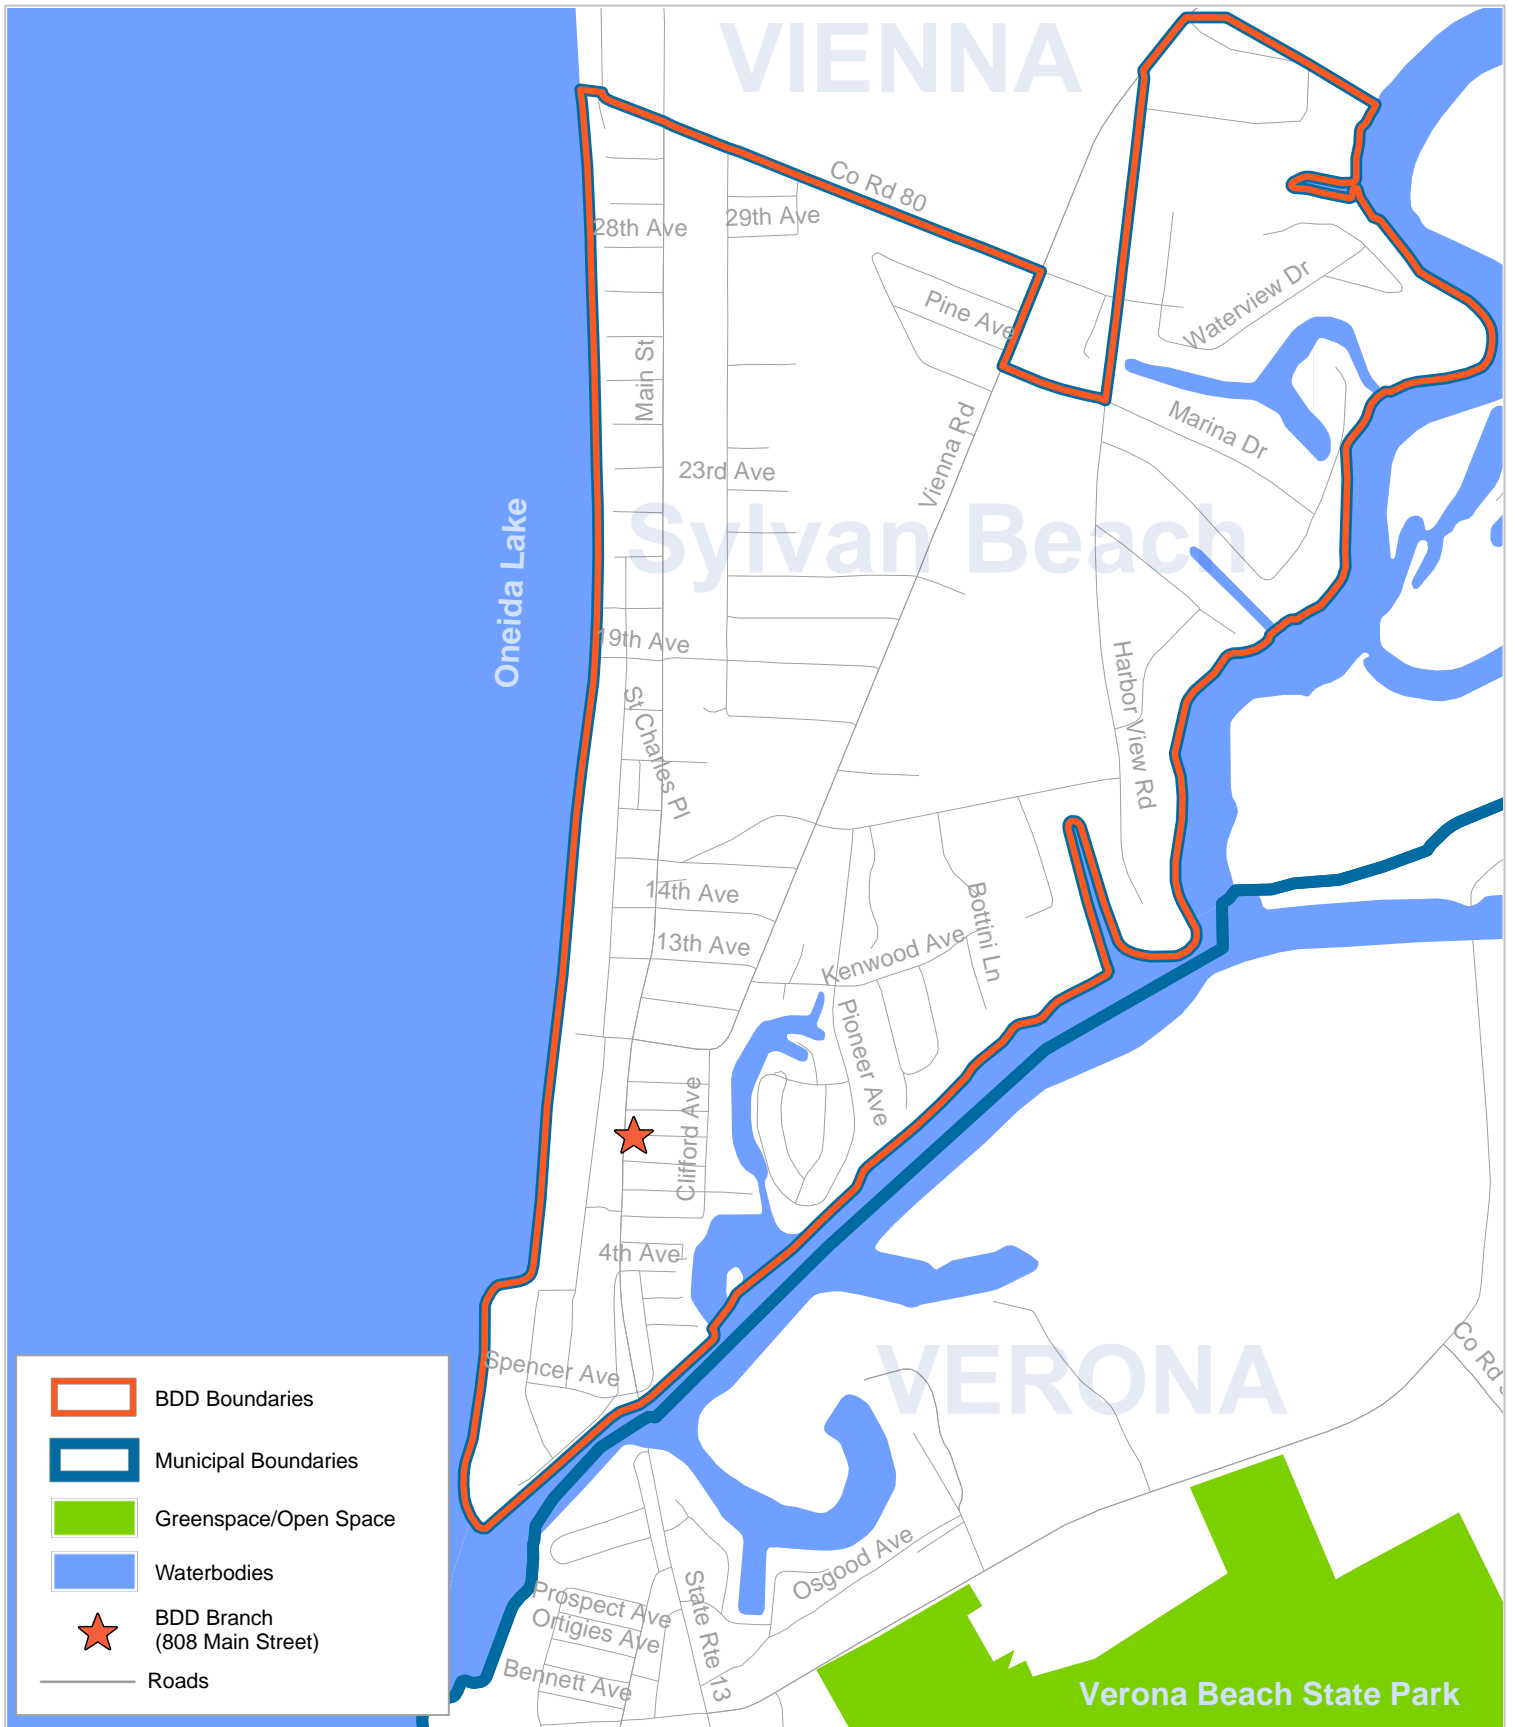 VIENNA
Co Rd 80
28th Ave
29th Ave
Pine Ave
Waterview Dr
Main St
Marina Dr
Vienna Rd
23rd Ave
Sylvan Beach
Oneida Lake
19th Ave
Harbor View Rd
St Charles Pl
14th Ave
13th Ave
Bottini Ln
Kenwood Ave
Pioneer Ave
Clifford Ave
4th Ave
Spencer Ave
VERONA
Co Rd
Osgood Ave
Prospect Ave
Ortigies Ave
State Rte 13
Bennett Ave
Verona Beach State Park
BDD Boundaries
Municipal Boundaries
Greenspace/Open Space
Waterbodies
BDD Branch
(808 Main Street)
Roads